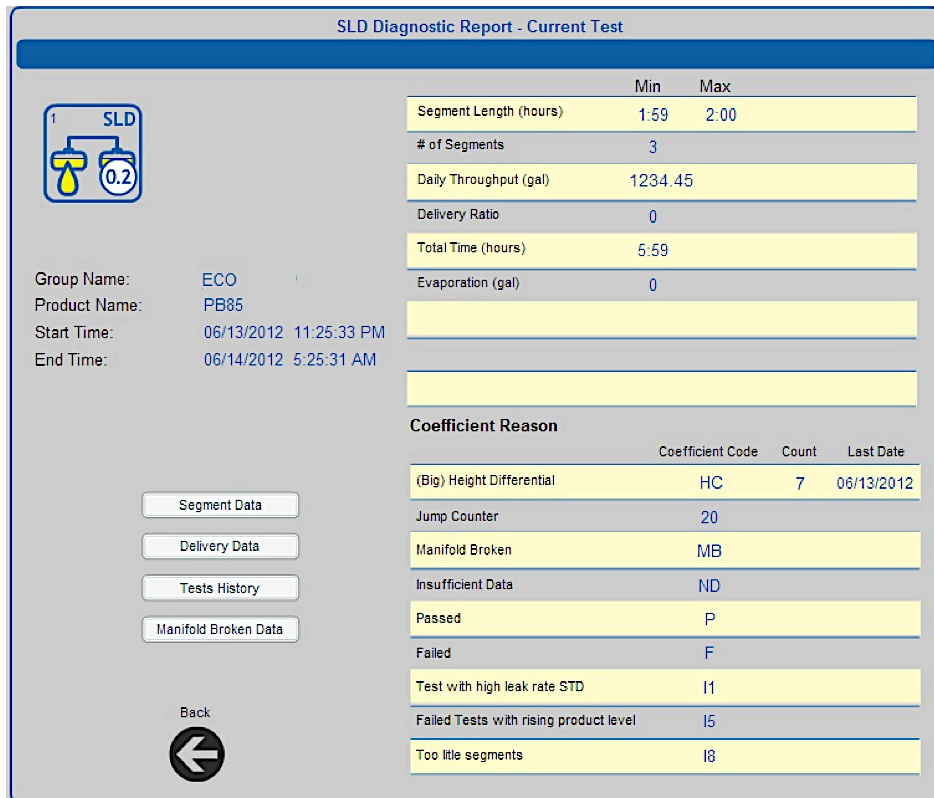 SLD Diagnostic Report - Current Test
1 SLD
0.2
Group Name: ECO
Product Name: PB85
Start Time: 06/13/2012 11:25:33 PM
End Time: 06/14/2012 5:25:31 AM
Segment Data
Delivery Data
Tests History
Manifold Broken Data
Back
Min Max
Segment Length (hours) 1:59 2:00
# of Segments 3
Daily Throughput (gal) 1234.45
Delivery Ratio 0
Total Time (hours) 5:59
Evaporation (gal) 0
Coefficient Reason
Coefficient Code Count Last Date
(Big) Height Differential HC 7 06/13/2012
Jump Counter 20
Manifold Broken MB
Insufficient Data ND
Passed P
Failed F
Test with high leak rate STD I1
Failed Tests with rising product level I5
Too litle segments I8